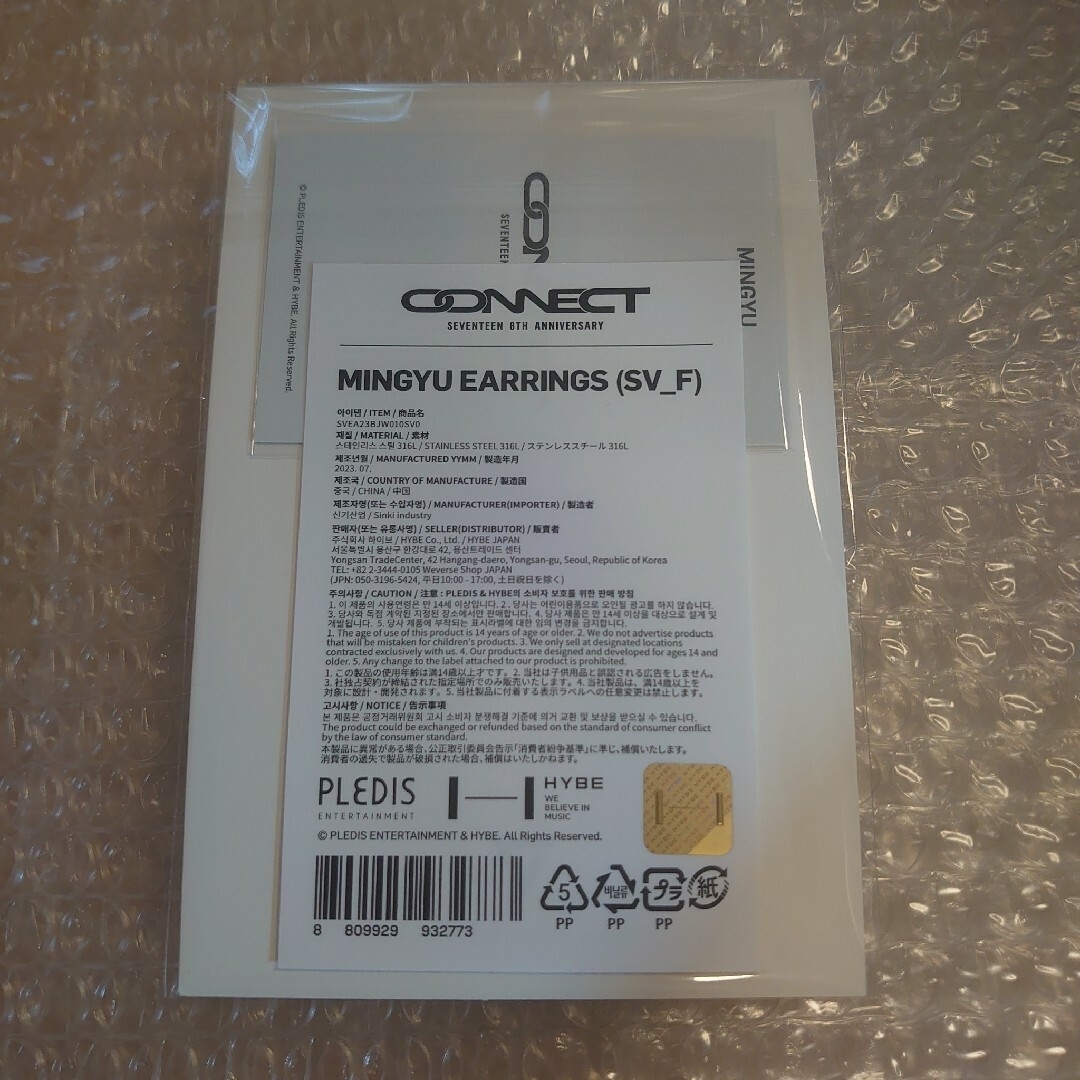 © PLEDIS ENTERTAINMENT & HYBE. All Rights Reserved.
SEVENTEEN
MINGYU
CONNECT
SEVENTEEN 8TH ANNIVERSARY
MINGYU EARRINGS (SV_F)
아이템 / ITEM / 商品名
SVEA23BJW010SV0
재질 / MATERIAL / 素材
스테인리스 스틸 316L / STAINLESS STEEL 316L / ステンレススチール 316L
제조년월 / MANUFACTURED YYMM / 製造年月
2023. 07.
제조국 / COUNTRY OF MANUFACTURE / 製造国
중국 / CHINA / 中国
제조자명(또는 수입자명) / MANUFACTURER(IMPORTER) / 製造者
신기산업 / Sinki industry
판매자(또는 유통사명) / SELLER(DISTRIBUTOR) / 販賣者
주식회사 하이브 / HYBE Co., Ltd. / HYBE JAPAN
서울특별시 용산구 한강대로 42, 용산트레이드 센터
Yongsan TradeCenter, 42 Hangang-daero, Yongsan-gu, Seoul, Republic of Korea
TEL: +82 2-3444-0105 Weverse Shop JAPAN
(JPN: 050-3196-5424, 平日10:00 - 17:00, 土日祝日を除く)
주의사항 / CAUTION / 注意 : PLEDIS & HYBE의 소비자 보호를 위한 판매 방침
1. 이 제품의 사용연령은 만 14세 이상입니다. 2. 당사는 어린이용품으로 오인될 광고를 하지 않습니다.
3. 당사와 독점 계약된 지정된 장소에서만 판매합니다. 4. 당사 제품은 만 14세 이상을 대상으로 설계 및
개발됩니다. 5. 당사 제품에 부착되는 표시라벨에 대한 임의 변경을 금지합니다.
1. The age of use of this product is 14 years of age or older. 2. We do not advertise products
that will be mistaken for children's products. 3. We only sell at designated locations
contracted exclusively with us. 4. Our products are designed and developed for ages 14 and
older. 5. Any change to the label attached to our product is prohibited.
1. この製品の使用年齢は満14歳以上才です。2. 当社は子供用品と誤認される広告をしません。
3. 社独占契約が締結された指定場所でのみ販売いたします。4. 当社製品は、満14歳以上を
対象に設計・開発されます。5. 当社製品に付着する表示ラベルへの任意変更は禁止します。
고시사항 / NOTICE / 告示事項
본 제품은 공정거래위원회 고시 소비자 분쟁해결 기준에 의거 교환 및 보상을 받으실 수 있습니다.
The product could be exchanged or refunded based on the standard of consumer conflict
by the law of consumer standard.
本製品に異常がある場合、公正取引委員会告示「消費者紛争基準」に準じ、補償いたします。
消費者の過失で製品が破損された場合、補償はいたしかねます。
PLEDIS
ENTERTAINMENT
HYBE
WE
BELIEVE IN
MUSIC
© PLEDIS ENTERTAINMENT & HYBE. All Rights Reserved.
8 809929 932773
5 비닐류 プラ 紙
PP PP PP